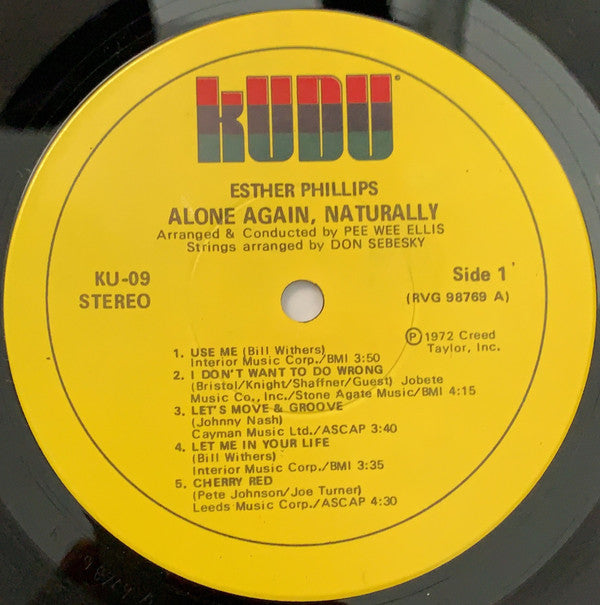 KUDU®
ESTHER PHILLIPS
ALONE AGAIN, NATURALLY
Arranged & Conducted by PEE WEE ELLIS
Strings arranged by DON SEBESKY
KU-09
STEREO
Side 1
(RVG 98769 A)
Ⓟ1972 Creed
Taylor, Inc.
1. USE ME (Bill Withers)
Interior Music Corp./BMI 3:50
2. I DON'T WANT TO DO WRONG
(Bristol/Knight/Shaffner/Guest) Jobete
Music Co., Inc./Stone Agate Music/BMI 4:15
3. LET'S MOVE & GROOVE
(Johnny Nash)
Cayman Music Ltd./ASCAP 3:40
4. LET ME IN YOUR LIFE
(Bill Withers)
Interior Music Corp./BMI 3:35
5. CHERRY RED
(Pete Johnson/Joe Turner)
Leeds Music Corp./ASCAP 4:30